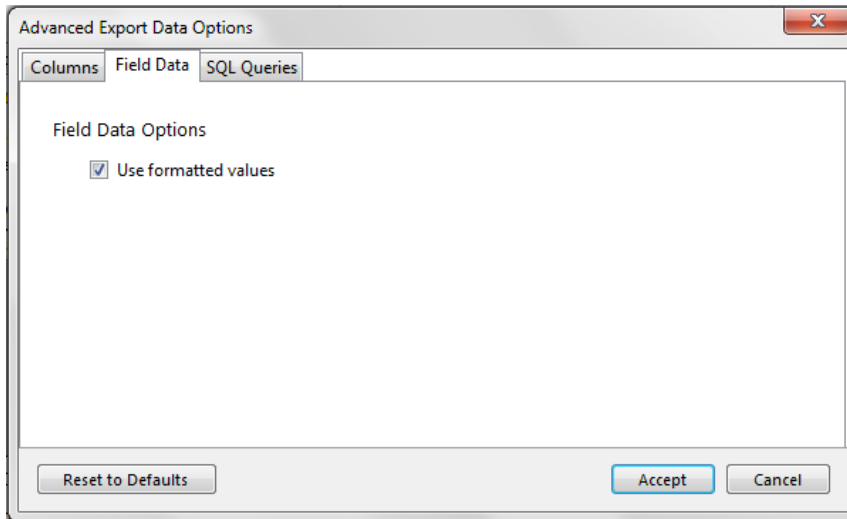 Advanced Export Data Options
Columns Field Data SQL Queries
Field Data Options
Use formatted values
Reset to Defaults Accept Cancel